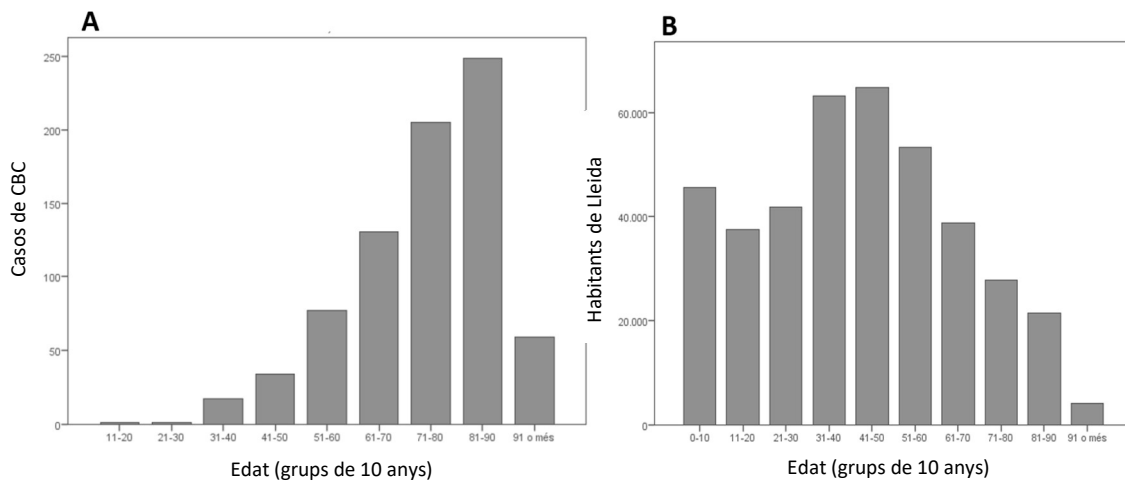 A
250
200
150
100
50
0
Casos de CBC
11-20 21-30 31-40 41-50 51-60 61-70 71-80 81-90 91 o més
Edat (grups de 10 anys)
B
60.000
40.000
20.000
0
Habitants de Lleida
0-10 11-20 21-30 31-40 41-50 51-60 61-70 71-80 81-90 91 o més
Edat (grups de 10 anys)